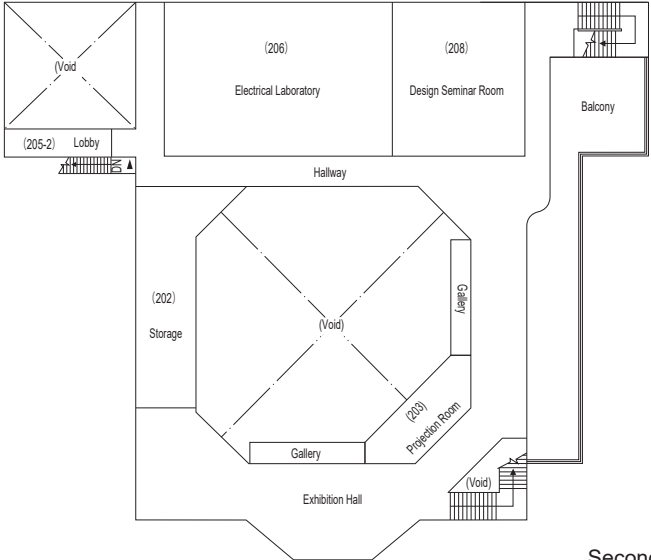 (Void
(206)
Electrical Laboratory
(208)
Design Seminar Room
Balcony
(205-2) Lobby
DN
Hallway
(202)
Storage
(Void)
Gallery
(203)
Projection Room
Gallery
(Void)
Exhibition Hall